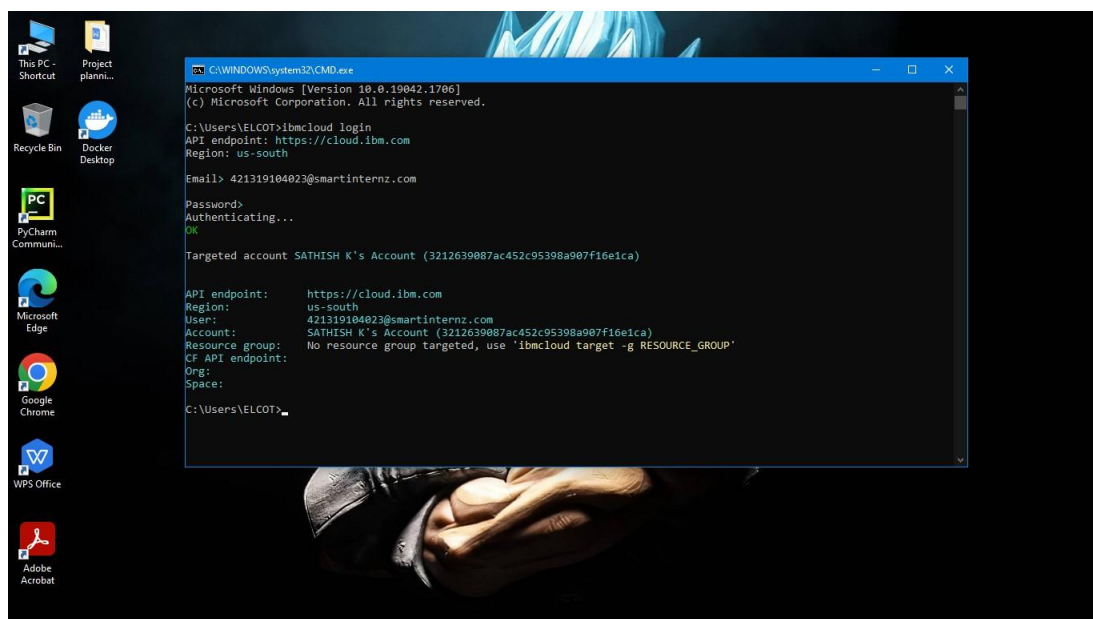 This PC -
Shortcut
Project
planni...
Recycle Bin
Docker
Desktop
PC
PyCharm
Communi...
Microsoft
Edge
Google
Chrome
W
WPS Office
Adobe
Acrobat
C:\WINDOWS\system32\CMD.exe
Microsoft Windows [Version 10.0.19042.1706]
(c) Microsoft Corporation. All rights reserved.
C:\Users\ELCOT>ibmcloud login
API endpoint: https://cloud.ibm.com
Region: us-south
Email> 421319104023@smartinternz.com
Password>
Authenticating...
OK
Targeted account SATHISH K's Account (3212639087ac452c95398a907f16e1ca)
API endpoint: https://cloud.ibm.com
Region: us-south
User: 421319104023@smartinternz.com
Account: SATHISH K's Account (3212639087ac452c95398a907f16e1ca)
Resource group: No resource group targeted, use 'ibmcloud target -g RESOURCE_GROUP'
CF API endpoint:
Org:
Space:
C:\Users\ELCOT>